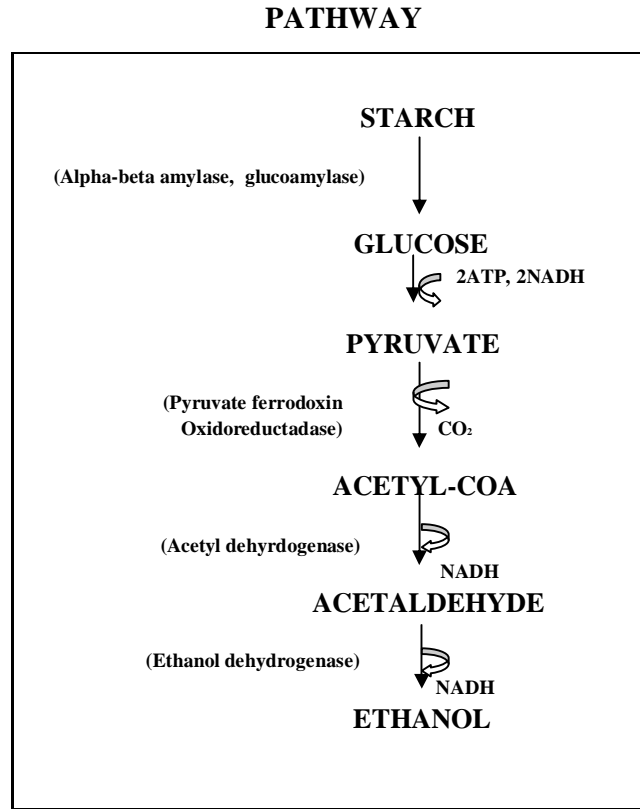 PATHWAY
STARCH
(Alpha-beta amylase, glucoamylase)
GLUCOSE
2ATP, 2NADH
PYRUVATE
(Pyruvate ferrodoxin
Oxidoreductadase)
CO₂
ACETYL-COA
(Acetyl dehyrdogenase)
NADH
ACETALDEHYDE
(Ethanol dehydrogenase)
NADH
ETHANOL